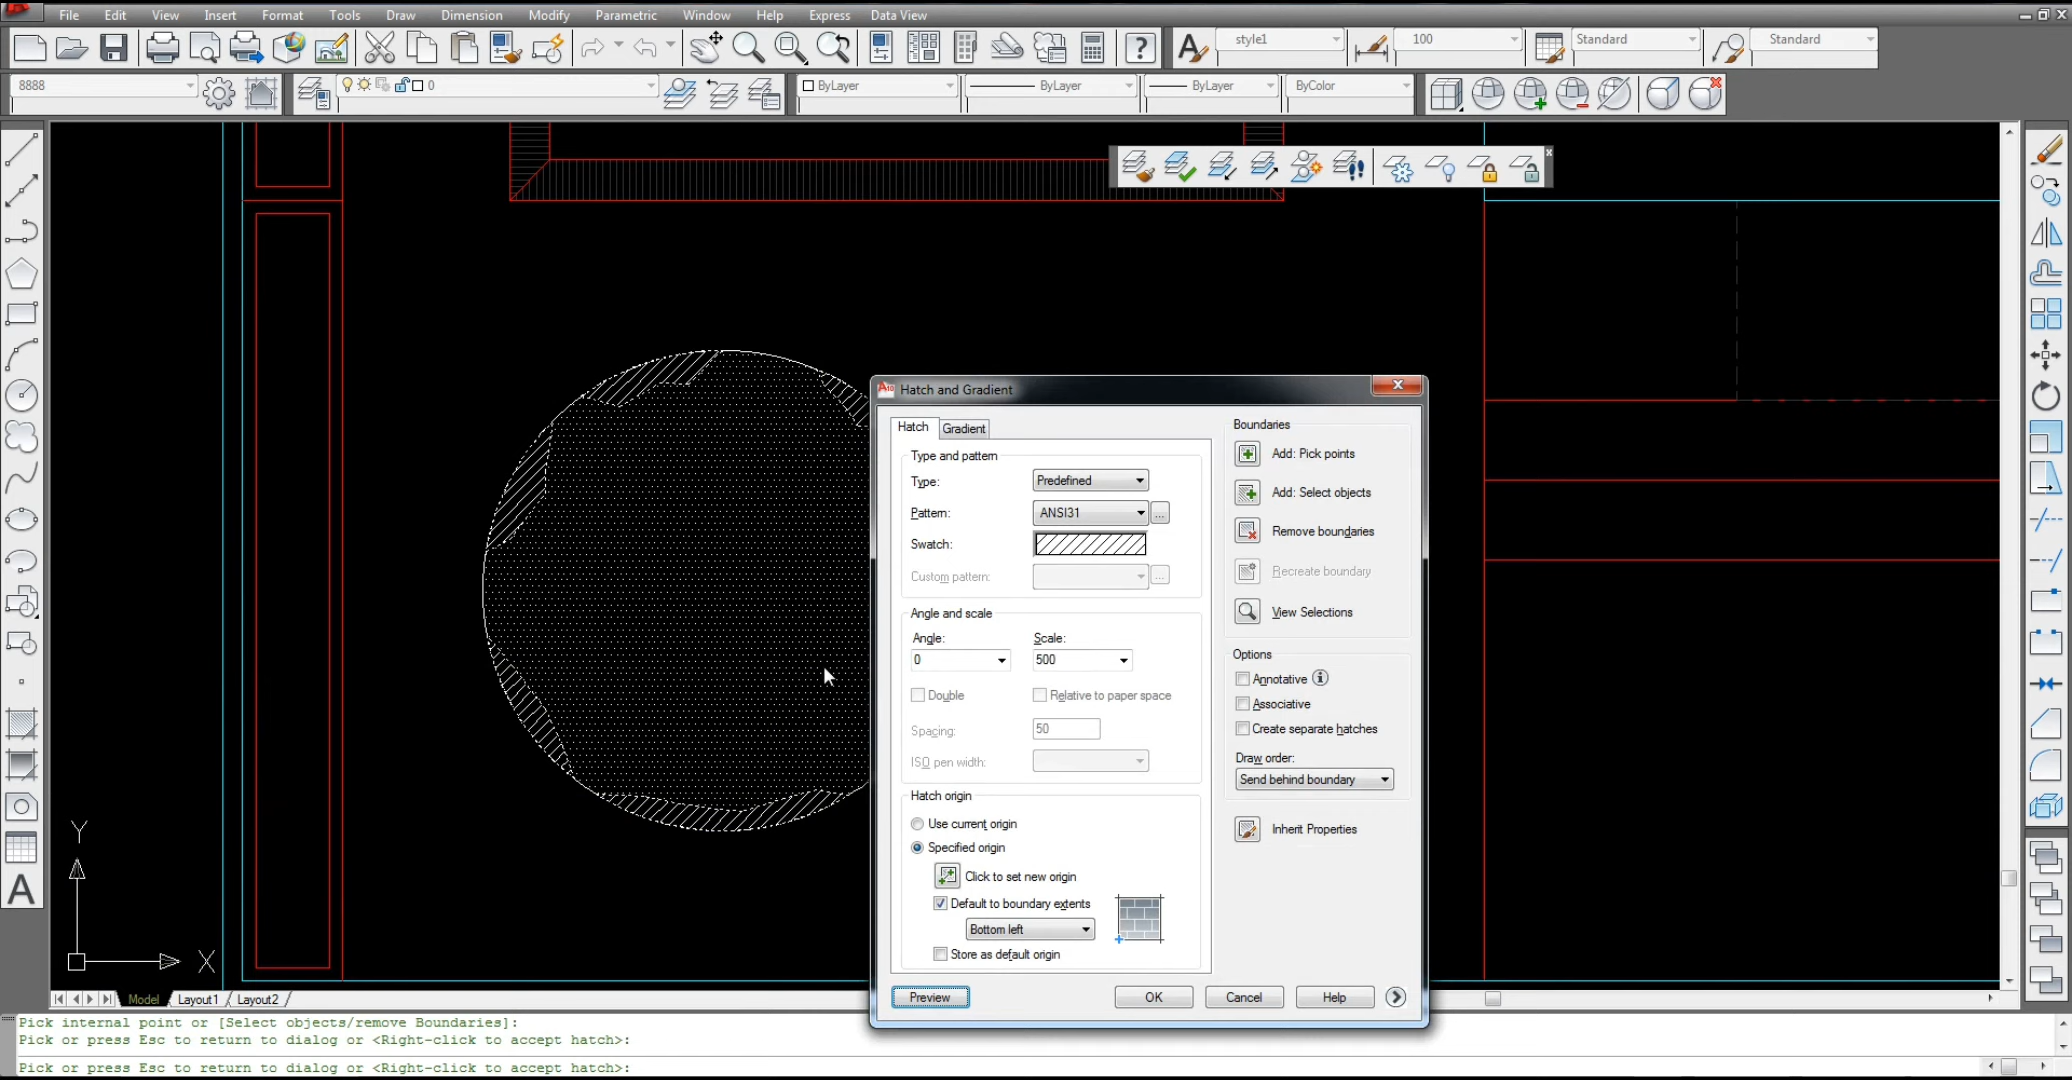 File Edit View Insert Format Tools Draw Dimension Modify Parametric Window Help Express Data View
style1 100 Standard Standard
8888 0 ByLayer ByLayer ByLayer ByColor
A10 Hatch and Gradient
Hatch Gradient
Type and pattern
Type: Predefined
Pattern: ANSI31 ...
Swatch:
Custom pattern: ...
Angle and scale
Angle: Scale:
0 500
Double Relative to paper space
Spacing: 50
ISO pen width:
Hatch origin
Use current origin
Specified origin
Click to set new origin
Default to boundary extents
Bottom left
Store as default origin
Boundaries
Add: Pick points
Add: Select objects
Remove boundaries
Recreate boundary
View Selections
Options
Annotative
Associative
Create separate hatches
Draw order:
Send behind boundary
Inherit Properties
Preview OK Cancel Help
Y
X
A
Model Layout1 Layout2
Pick internal point or [Select objects/remove Boundaries]:
Pick or press Esc to return to dialog or <Right-click to accept hatch>:
Pick or press Esc to return to dialog or <Right-click to accept hatch>: